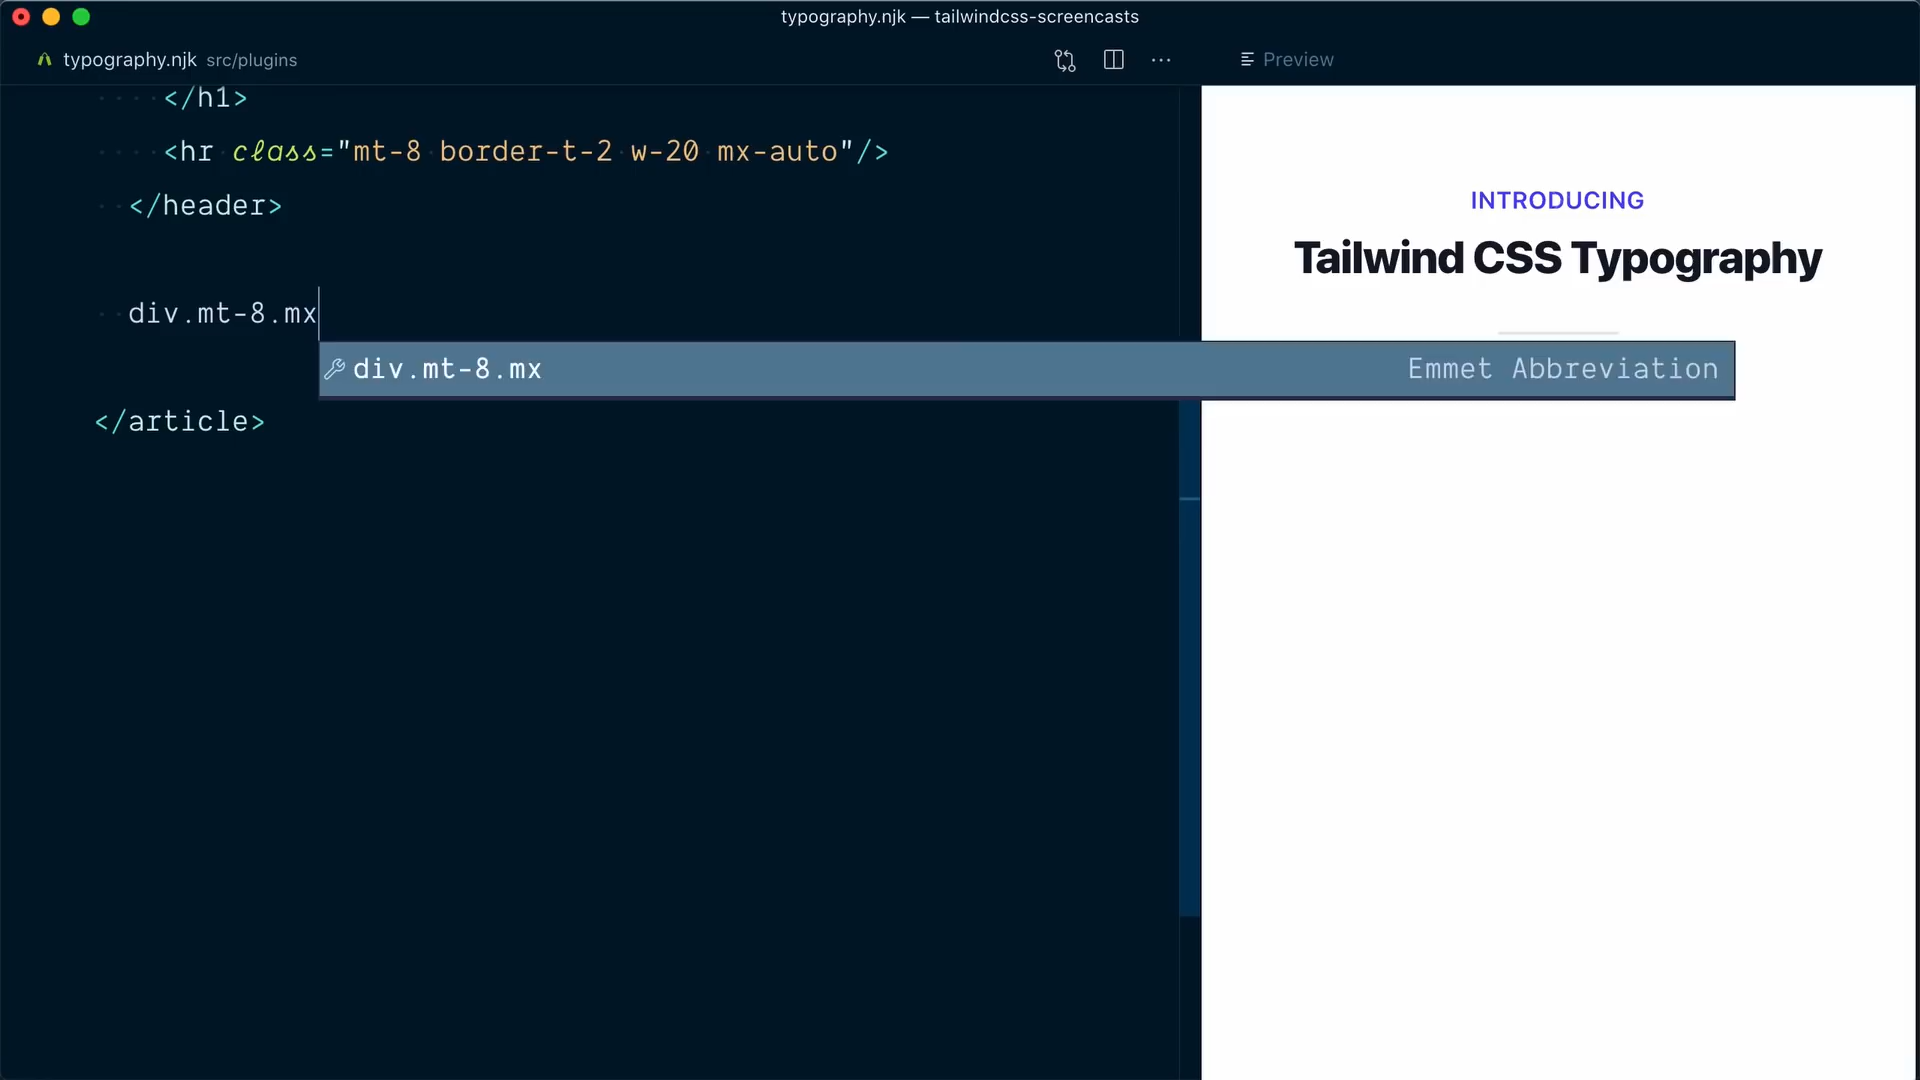 typography.njk — tailwindcss-screencasts
typography.njk src/plugins
Preview
</h1>
<hr class="mt-8 border-t-2 w-20 mx-auto"/>
</header>
div.mt-8.mx
div.mt-8.mx Emmet Abbreviation
</article>
INTRODUCING
Tailwind CSS Typography